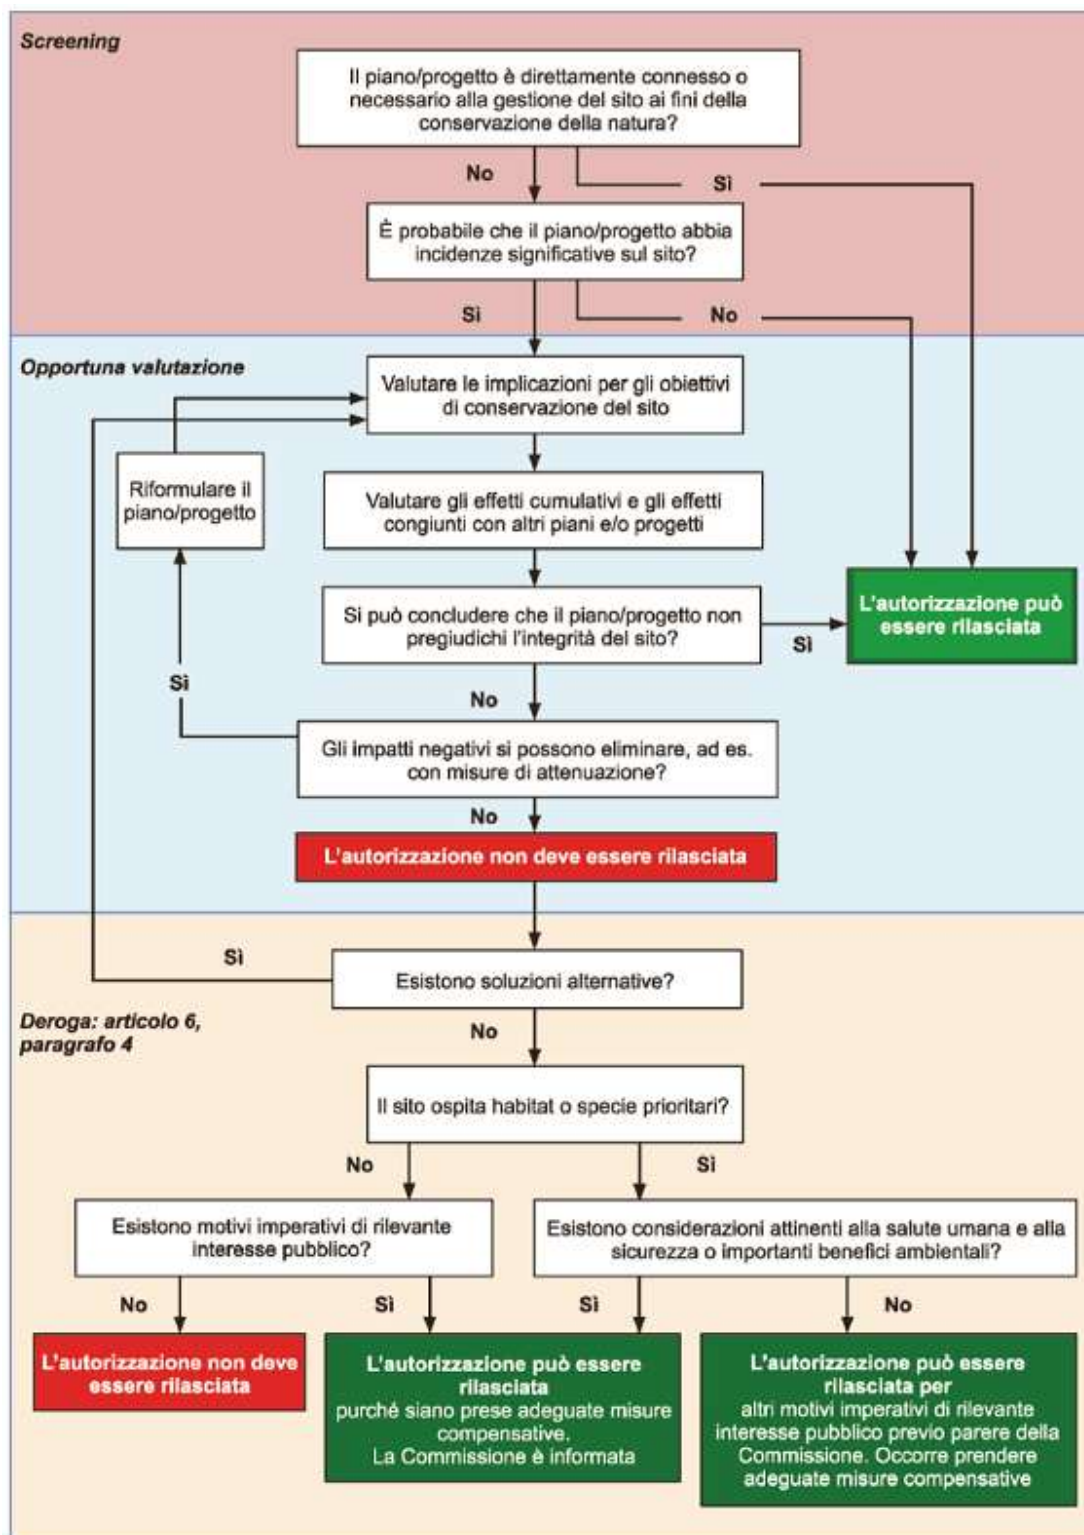 Screening
Il piano/progetto è direttamente connesso o
necessario alla gestione del sito ai fini della
conservazione della natura?
No
Sì
È probabile che il piano/progetto abbia
incidenze significative sul sito?
Sì
No
Opportuna valutazione
Valutare le implicazioni per gli obiettivi
di conservazione del sito
Riformulare il
piano/progetto
Valutare gli effetti cumulativi e gli effetti
congiunti con altri piani e/o progetti
Si può concludere che il piano/progetto non
pregiudichi l'integrità del sito?
Sì
L'autorizzazione può
essere rilasciata
Sì
No
Gli impatti negativi si possono eliminare, ad es.
con misure di attenuazione?
No
L'autorizzazione non deve essere rilasciata
Sì
Esistono soluzioni alternative?
Deroga: articolo 6,
paragrafo 4
No
Il sito ospita habitat o specie prioritari?
No
Sì
Esistono motivi imperativi di rilevante
interesse pubblico?
Esistono considerazioni attinenti alla salute umana e alla
sicurezza o importanti benefici ambientali?
No
Sì
Sì
No
L'autorizzazione non deve
essere rilasciata
L'autorizzazione può essere
rilasciata
purché siano prese adeguate misure
compensative.
La Commissione è informata
L'autorizzazione può essere
rilasciata per
altri motivi imperativi di rilevante
interesse pubblico previo parere della
Commissione. Occorre prendere
adeguate misure compensative